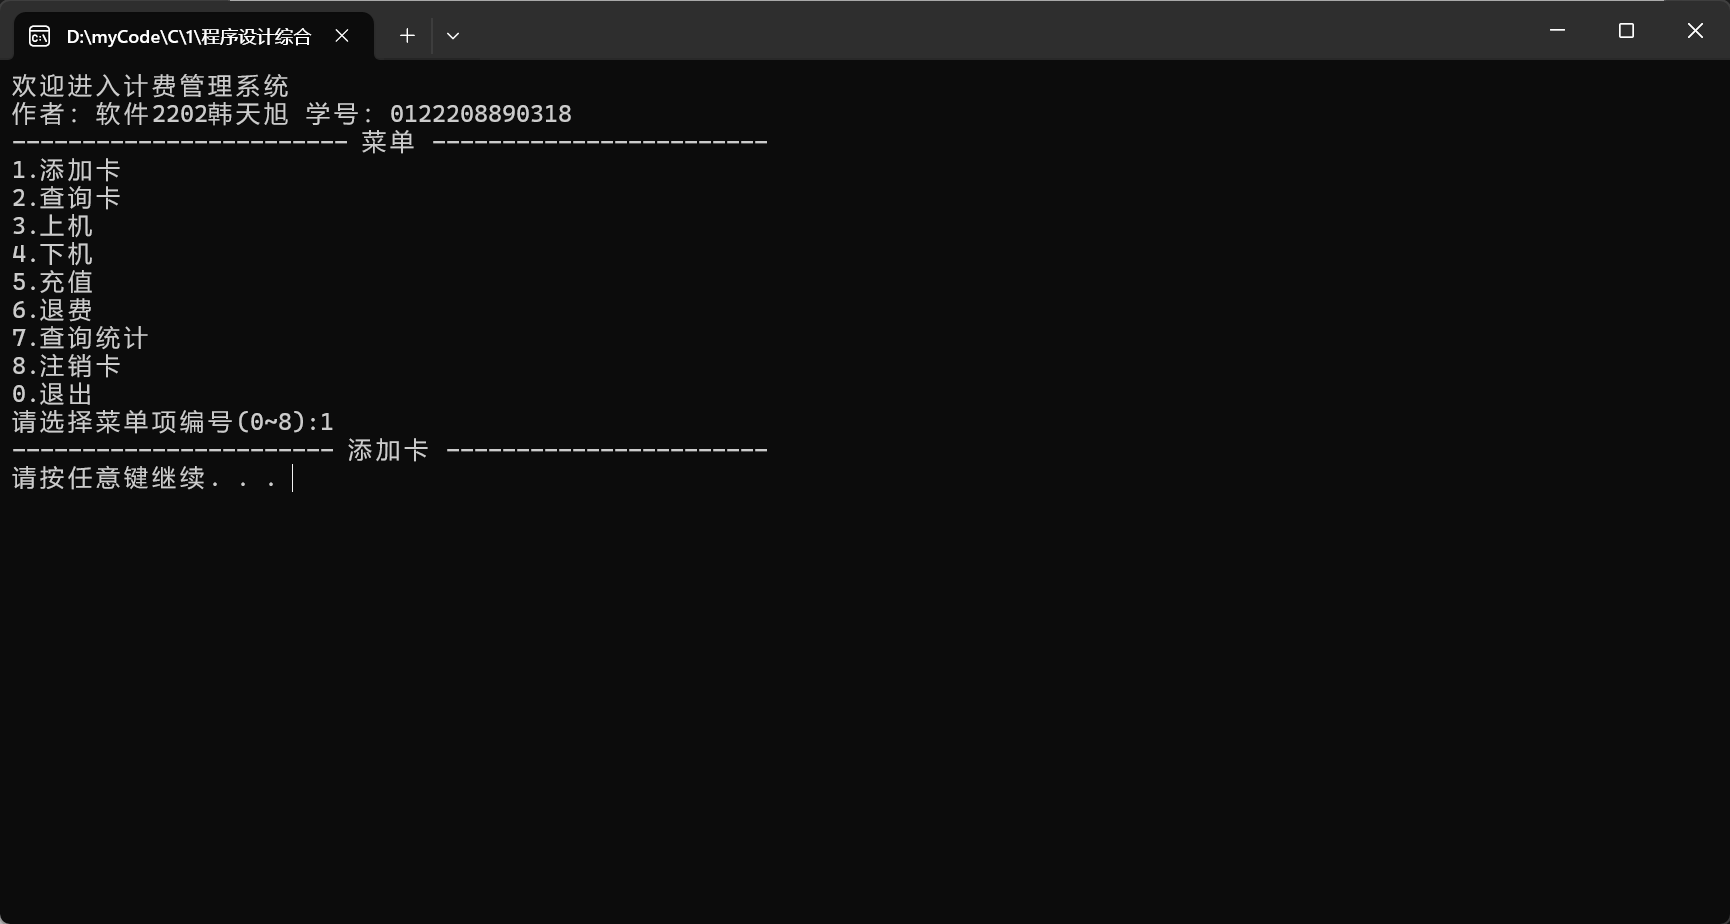 D:\myCode\C\1\程序设计综合
欢迎进入计费管理系统
作者: 软件2202韩天旭 学号: 0122208890318
------------------------ 菜单 ------------------------
1.添加卡
2.查询卡
3.上机
4.下机
5.充值
6.退费
7.查询统计
8.注销卡
0.退出
请选择菜单项编号(0~8):1
----------------------- 添加卡 -----------------------
请按任意键继续. . .